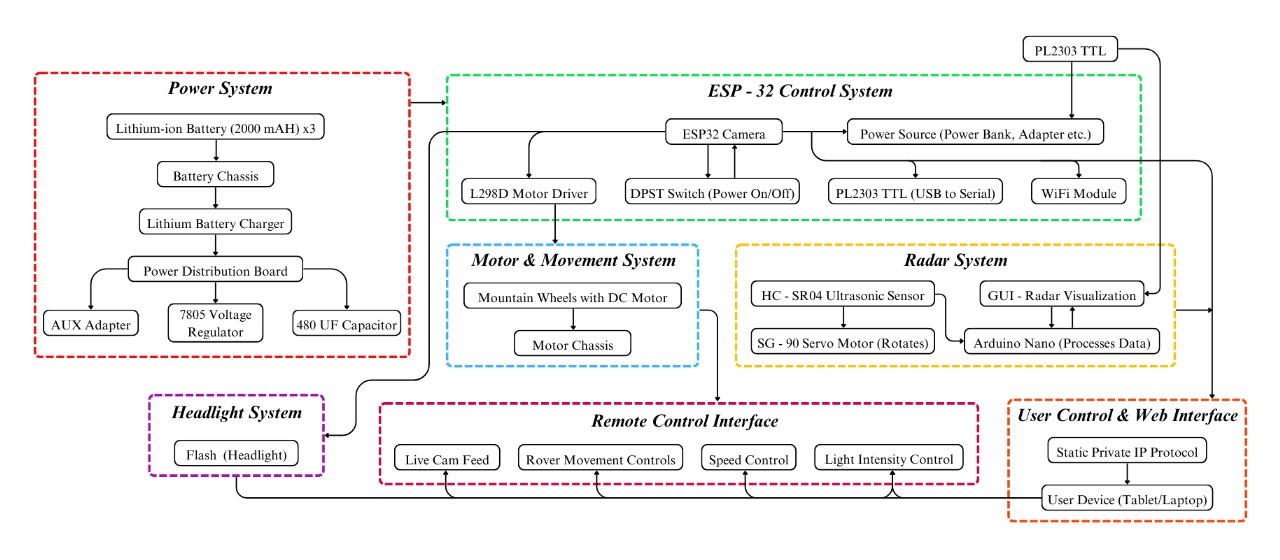 PL2303 TTL
Power System
Lithium-ion Battery (2000 mAH) x3
Battery Chassis
Lithium Battery Charger
Power Distribution Board
AUX Adapter
7805 Voltage
Regulator
480 UF Capacitor
ESP - 32 Control System
ESP32 Camera
Power Source (Power Bank, Adapter etc.)
L298D Motor Driver
DPST Switch (Power On/Off)
PL2303 TTL (USB to Serial)
WiFi Module
Motor & Movement System
Mountain Wheels with DC Motor
Motor Chassis
Radar System
HC - SR04 Ultrasonic Sensor
GUI - Radar Visualization
SG - 90 Servo Motor (Rotates)
Arduino Nano (Processes Data)
Headlight System
Flash (Headlight)
Remote Control Interface
Live Cam Feed
Rover Movement Controls
Speed Control
Light Intensity Control
User Control & Web Interface
Static Private IP Protocol
User Device (Tablet/Laptop)